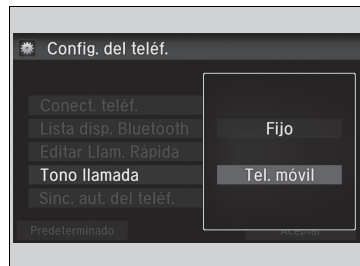 Config. del teléf.
Conect. teléf.
Lista disp. Bluetooth
Editar Llam. Rápida
Tono llamada
Sinc. aut. del teléf.
Fijo
Tel. móvil
Predeterminado
Aceptar